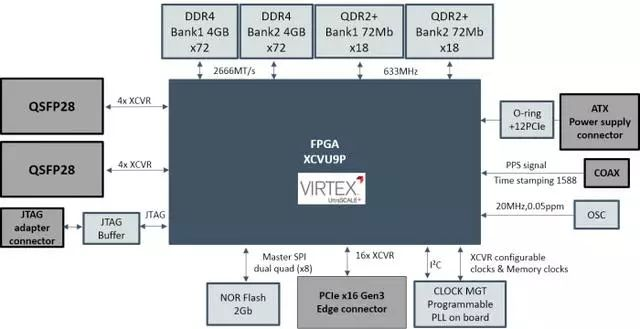 DDR4
Bank1 4GB
x72
DDR4
Bank2 4GB
x72
QDR2+
Bank1 72Mb
x18
QDR2+
Bank2 72Mb
x18
2666MT/s
633MHz
QSFP28
4x XCVR
QSFP28
4x XCVR
JTAG
adapter
connector
JTAG
Buffer
JTAG
FPGA
XCVU9P
VIRTEX
UltraSCALE+
O-ring
+12PCIe
ATX
Power supply
connector
PPS signal
Time stamping 1588
COAX
20MHz,0.05ppm
OSC
Master SPI
dual quad (x8)
16x XCVR
I²C
XCVR configurable
clocks & Memory clocks
NOR Flash
2Gb
PCIe x16 Gen3
Edge connector
CLOCK MGT
Programmable
PLL on board